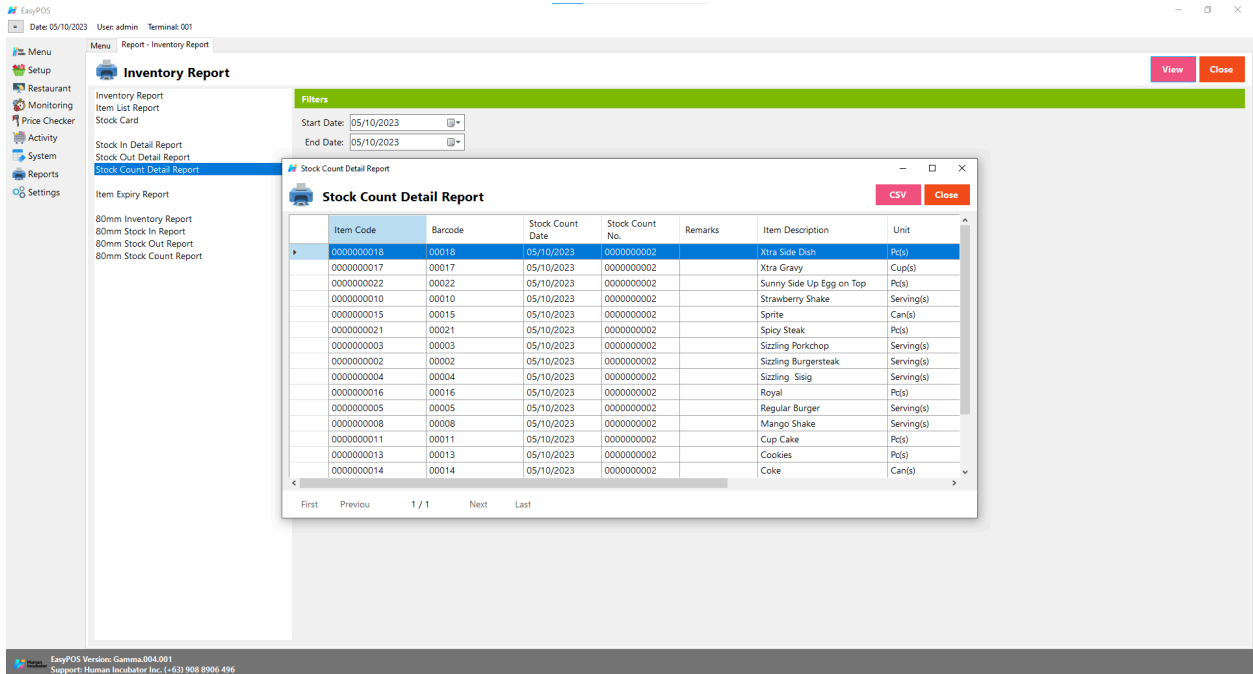 EasyPOS
Date: 05/10/2023 User: admin Terminal: 001
Menu
Setup
Restaurant
Monitoring
Price Checker
Activity
System
Reports
Settings
Menu Report - Inventory Report
Inventory Report
View Close
Inventory Report
Item List Report
Stock Card
Stock In Detail Report
Stock Out Detail Report
Stock Count Detail Report
Item Expiry Report
80mm Inventory Report
80mm Stock In Report
80mm Stock Out Report
80mm Stock Count Report
Filters
Start Date: 05/10/2023
End Date: 05/10/2023
Stock Count Detail Report
Stock Count Detail Report
CSV Close
Item Code Barcode Stock Count Date Stock Count No. Remarks Item Description Unit
0000000018 00018 05/10/2023 0000000002 Xtra Side Dish Pc(s)
0000000017 00017 05/10/2023 0000000002 Xtra Gravy Cup(s)
0000000022 00022 05/10/2023 0000000002 Sunny Side Up Egg on Top Pc(s)
0000000010 00010 05/10/2023 0000000002 Strawberry Shake Serving(s)
0000000015 00015 05/10/2023 0000000002 Sprite Can(s)
0000000021 00021 05/10/2023 0000000002 Spicy Steak Pc(s)
0000000003 00003 05/10/2023 0000000002 Sizzling Porkchop Serving(s)
0000000002 00002 05/10/2023 0000000002 Sizzling Burgersteak Serving(s)
0000000004 00004 05/10/2023 0000000002 Sizzling Sisig Serving(s)
0000000016 00016 05/10/2023 0000000002 Royal Pc(s)
0000000005 00005 05/10/2023 0000000002 Regular Burger Serving(s)
0000000008 00008 05/10/2023 0000000002 Mango Shake Serving(s)
0000000011 00011 05/10/2023 0000000002 Cup Cake Pc(s)
0000000013 00013 05/10/2023 0000000002 Cookies Pc(s)
0000000014 00014 05/10/2023 0000000002 Coke Can(s)
First Previou 1 / 1 Next Last
Human Incubator
EasyPOS Version: Gamma.004.001
Support: Human Incubator Inc. (+63) 908 8906 496